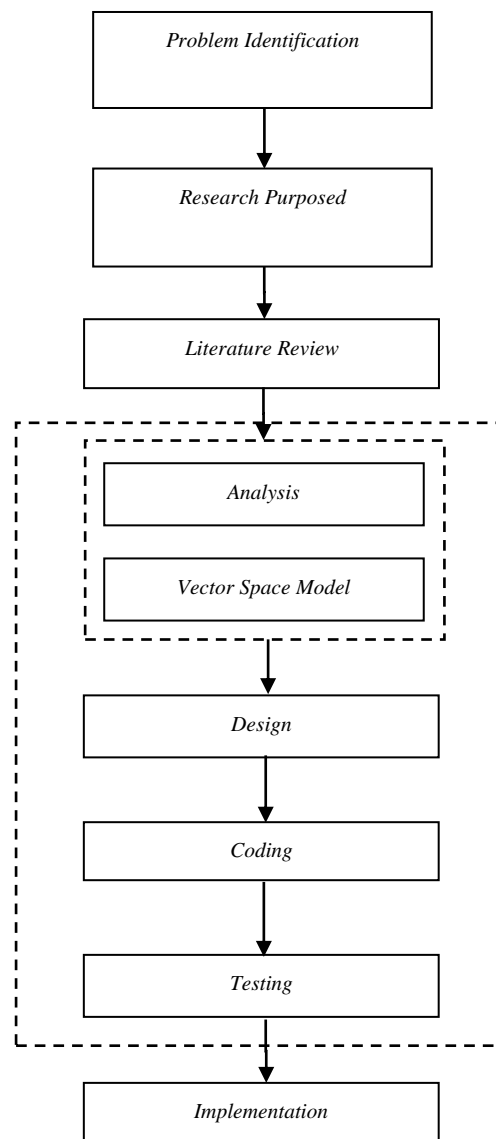 Problem Identification
Research Purposed
Literature Review
Analysis
Vector Space Model
Design
Coding
Testing
Implementation